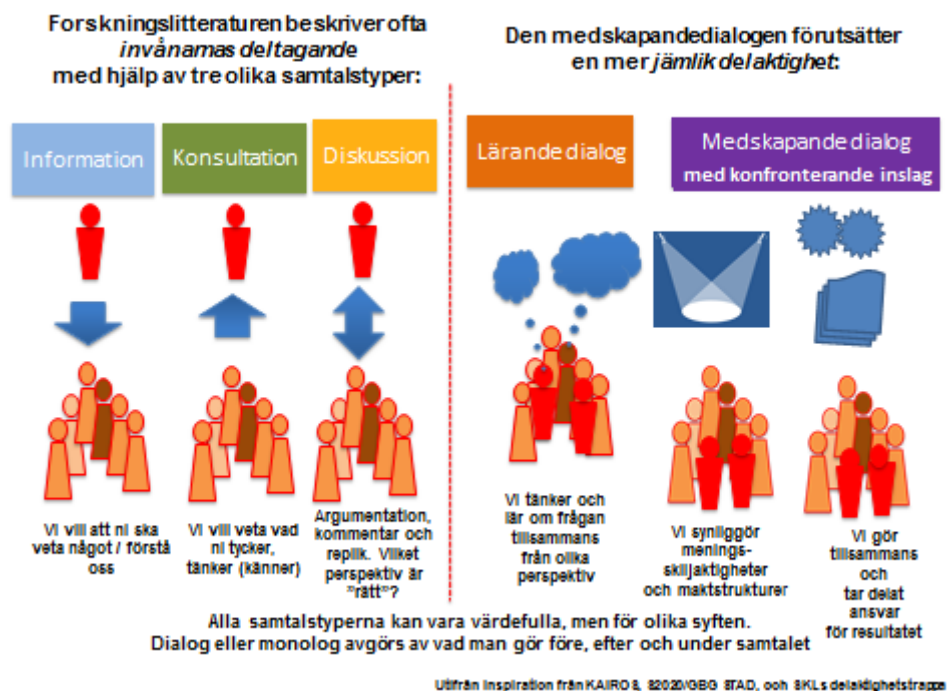 Forskningslitteraturen beskriver ofta
invånarnas deltagande
med hjälp av tre olika samtalstyper:
Den medskapandedialogen förutsätter
en mer jämlik delaktighet:
Information
Konsultation
Diskussion
Lärande dialog
Medskapande dialog
med konfronterande inslag
Vi vill att ni ska
veta något / förstå
oss
Vi vill veta vad
ni tycker,
tänker (känner)
Argumentation,
kommentar och
replik. Vilket
perspektiv är
”rätt”?
Vi tänker och
lär om frågan
tillsammans
från olika
perspektiv
Vi synliggör
menings-
skiljaktigheter
och maktstrukturer
Vi gör
tillsammans
och
tar delat
ansvar
för resultatet
Alla samtalstyperna kan vara värdefulla, men för olika syften.
Dialog eller monolog avgörs av vad man gör före, efter och under samtalet
Utifrån inspiration från KAIROS, S2020/GBG STAD, och SKLs delaktighetstrappa